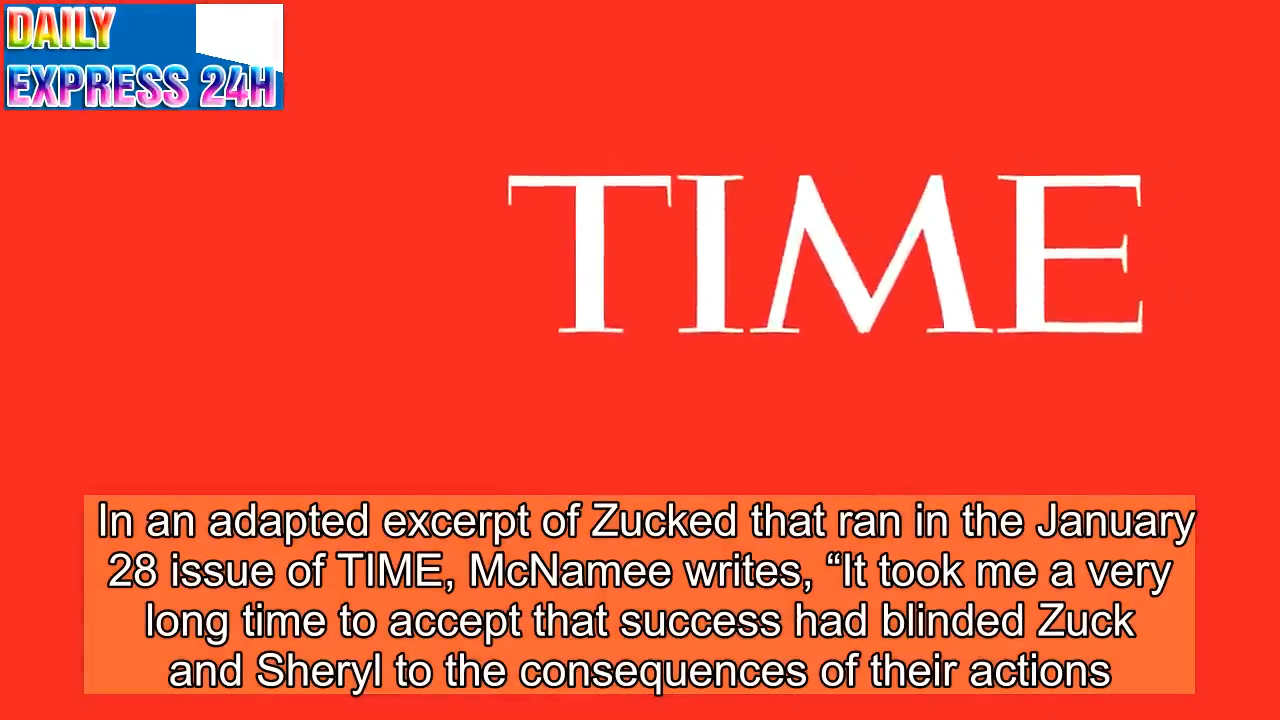 DAILY
EXPRESS 24H
TIME
In an adapted excerpt of Zucked that ran in the January
28 issue of TIME, McNamee writes, “It took me a very
long time to accept that success had blinded Zuck
and Sheryl to the consequences of their actions